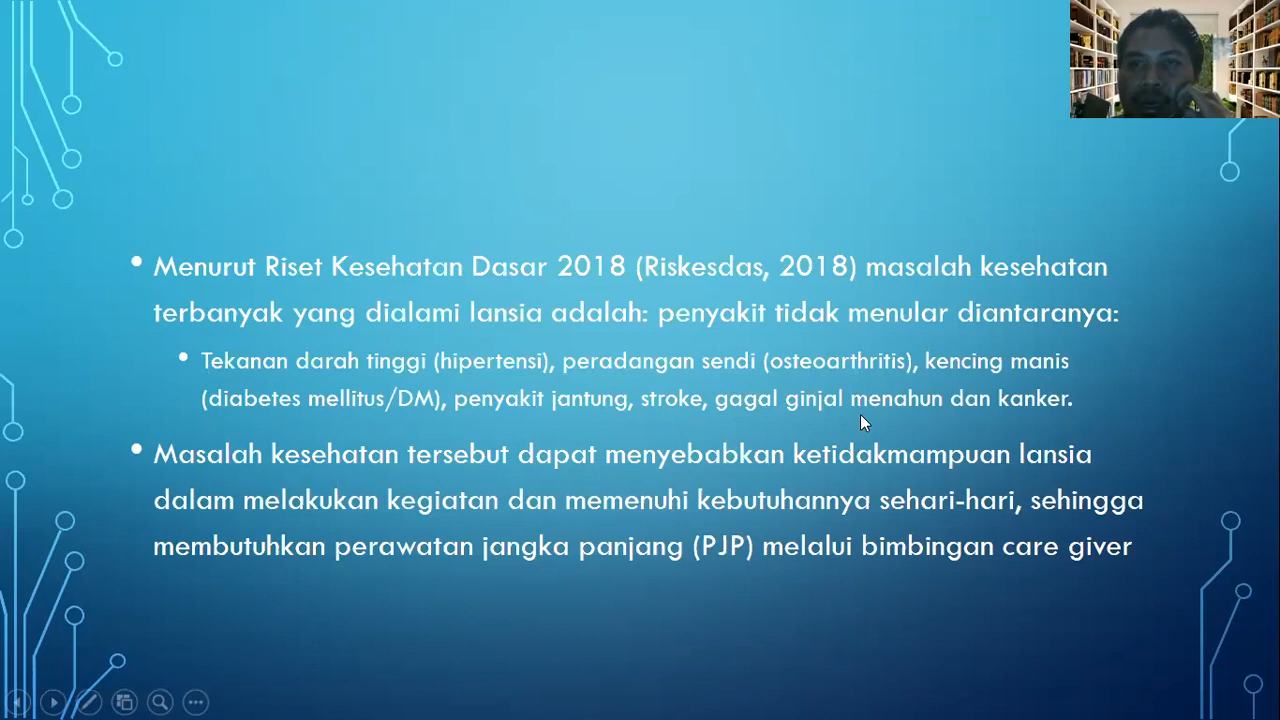 • Menurut Riset Kesehatan Dasar 2018 (Riskesdas, 2018) masalah kesehatan
terbanyak yang dialami lansia adalah: penyakit tidak menular diantaranya:
• Tekanan darah tinggi (hipertensi), peradangan sendi (osteoarthritis), kencing manis
(diabetes mellitus/DM), penyakit jantung, stroke, gagal ginjal menahun dan kanker.
• Masalah kesehatan tersebut dapat menyebabkan ketidakmampuan lansia
dalam melakukan kegiatan dan memenuhi kebutuhannya sehari-hari, sehingga
membutuhkan perawatan jangka panjang (PJP) melalui bimbingan care giver